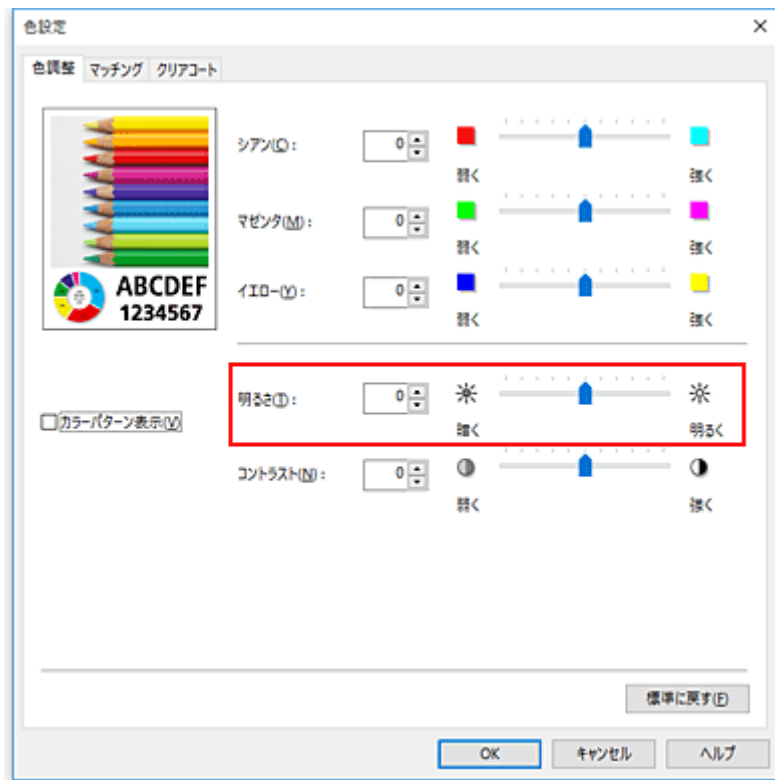 色設定
色調整 マッチング クリアコート
シアン(C): 0
弱く 強く
マゼンタ(M): 0
弱く 強く
イエロー(Y): 0
弱く 強く
ABCDEF
1234567
明るさ(I): 0
暗く 明るく
カラーパターン表示(V)
コントラスト(N): 0
弱く 強く
標準に戻す(F)
OK キャンセル ヘルプ